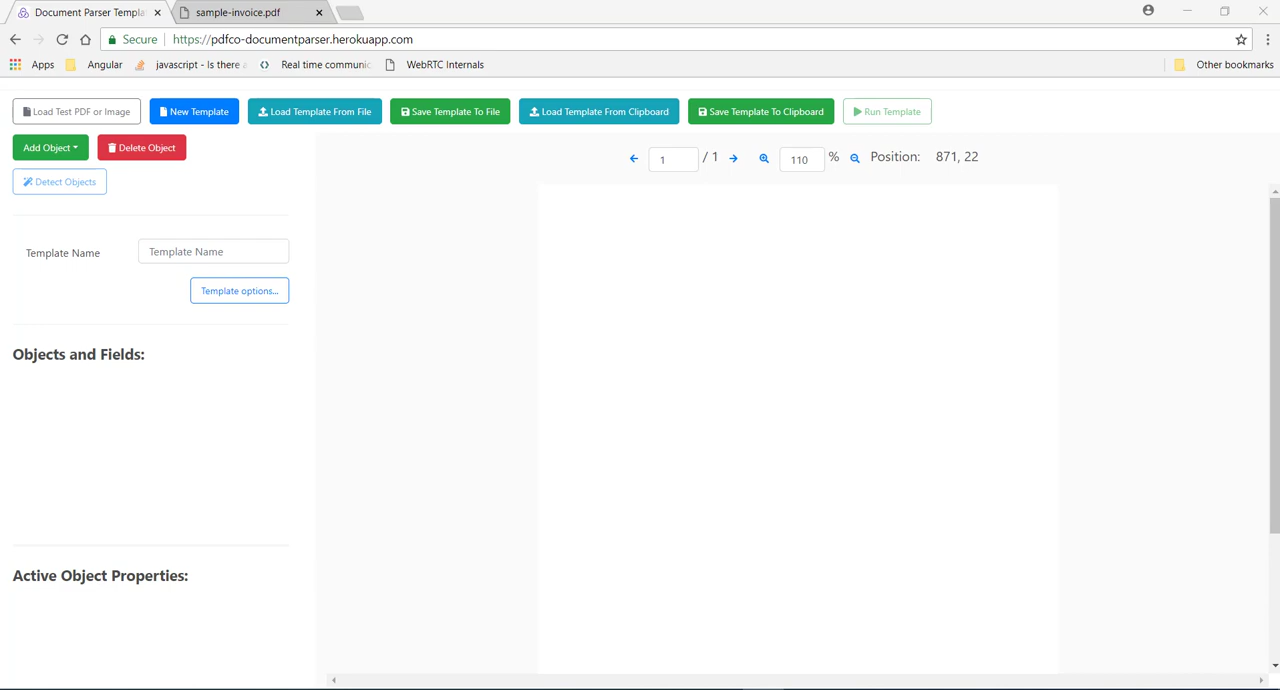 Document Parser Templa
sample-invoice.pdf
Secure
https://pdfco-documentparser.herokuapp.com
Apps
Angular
javascript - Is there a
Real time communic
WebRTC Internals
Other bookmarks
Load Test PDF or Image
New Template
Load Template From File
Save Template To File
Load Template From Clipboard
Save Template To Clipboard
Run Template
Add Object
Delete Object
1
/ 1
110
%
Position: 871, 22
Detect Objects
Template Name
Template Name
Template options...
Objects and Fields:
Active Object Properties: